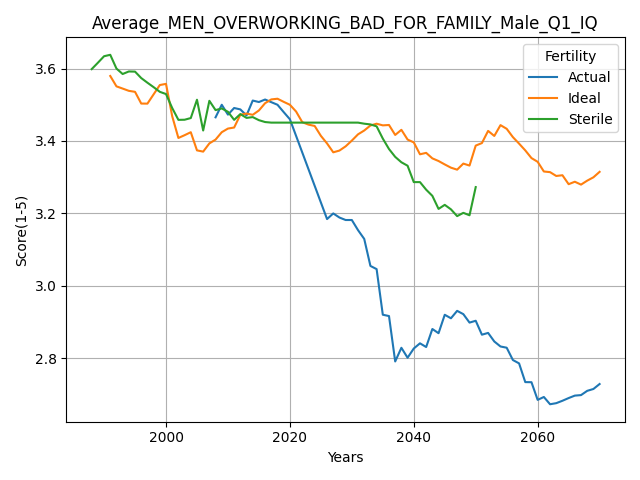 Average_MEN_OVERWORKING_BAD_FOR_FAMILY_Male_Q1_IQ
Fertility
Actual
Ideal
Sterile
Score(1-5)
3.6
3.4
3.2
3.0
2.8
2000
2020
2040
2060
Years